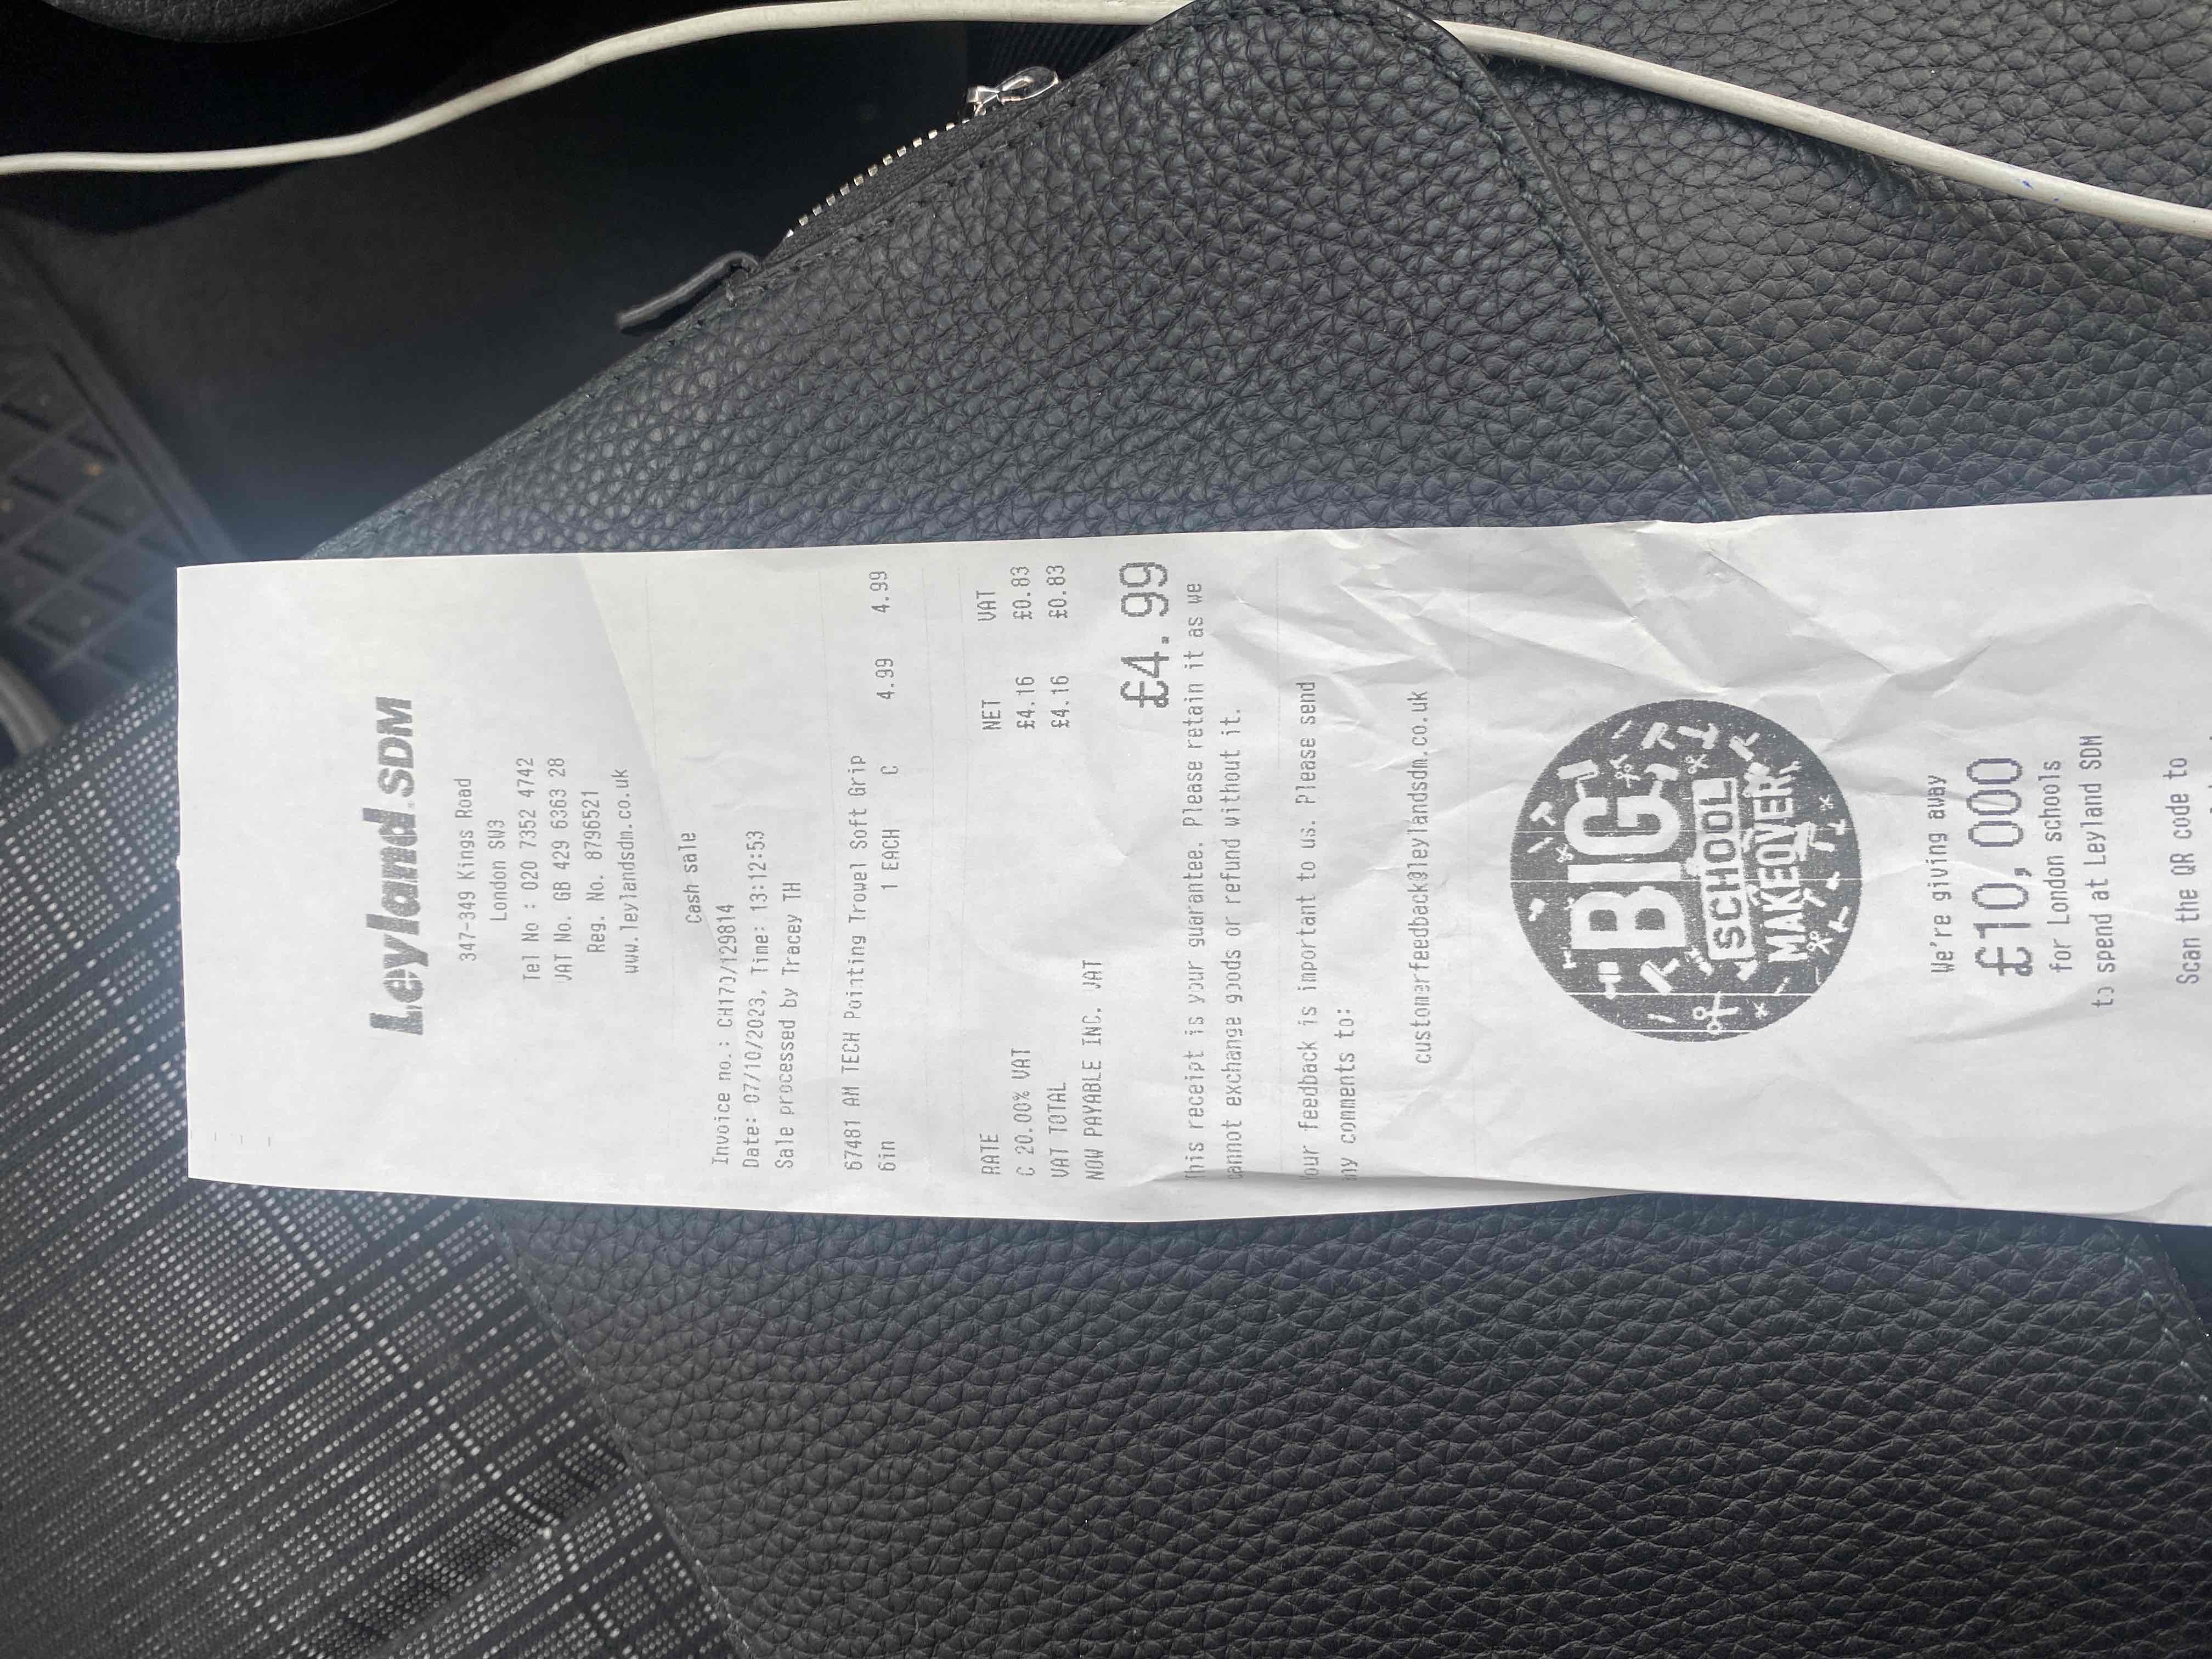 Leyland SDM
347-349 Kings Road
London SW3
Tel No : 020 7352 4742
VAT No. GB 429 6363 28
Reg. No. 8796521
www.leylandsdm.co.uk
Cash sale
Invoice no.: CH170/129814
Date: 07/10/2023, Time: 13:12:53
Sale processed by Tracey TH
67481 AM TECH Pointing Trowel Soft Grip
6in 1 EACH C 4.99 4.99
RATE NET VAT
C 20.00% VAT £4.16 £0.83
VAT TOTAL £4.16 £0.83
NOW PAYABLE INC. VAT
£4.99
This receipt is your guarantee. Please retain it as we
cannot exchange goods or refund without it.
Your feedback is important to us. Please send
any comments to:
customerfeedback@leylandsdm.co.uk
BIG
SCHOOL
MAKEOVER
We're giving away
£10,000
for London schools
to spend at Leyland SDM
Scan the QR code to